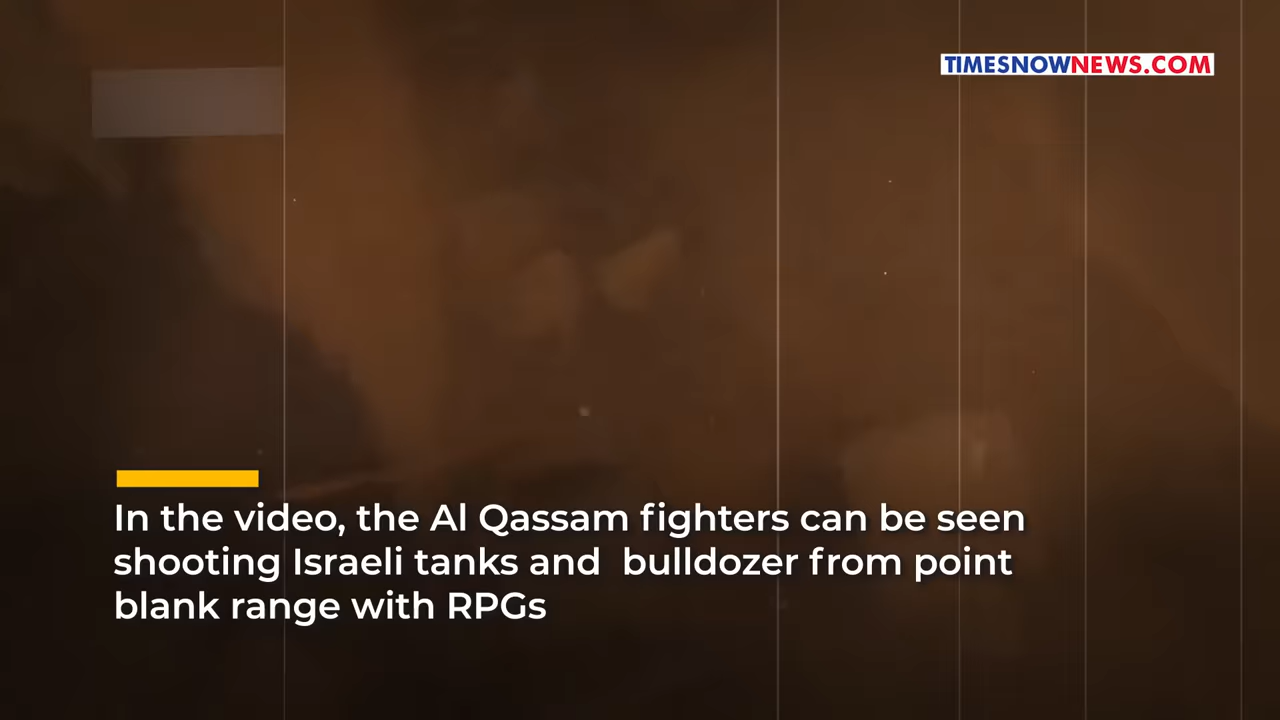 TIMESNOWNEWS.COM
In the video, the Al Qassam fighters can be seen
shooting Israeli tanks and  bulldozer from point
blank range with RPGs